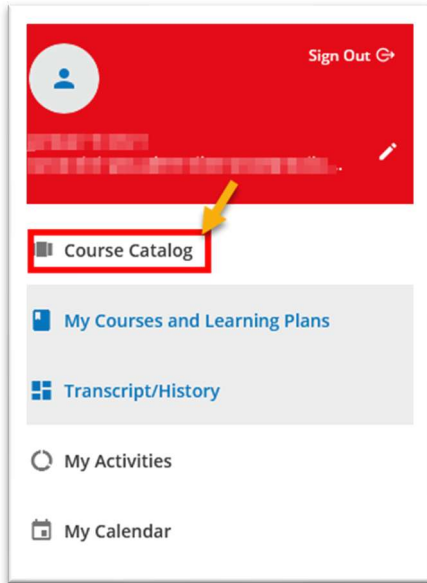 Sign Out
Course Catalog
My Courses and Learning Plans
Transcript/History
My Activities
My Calendar